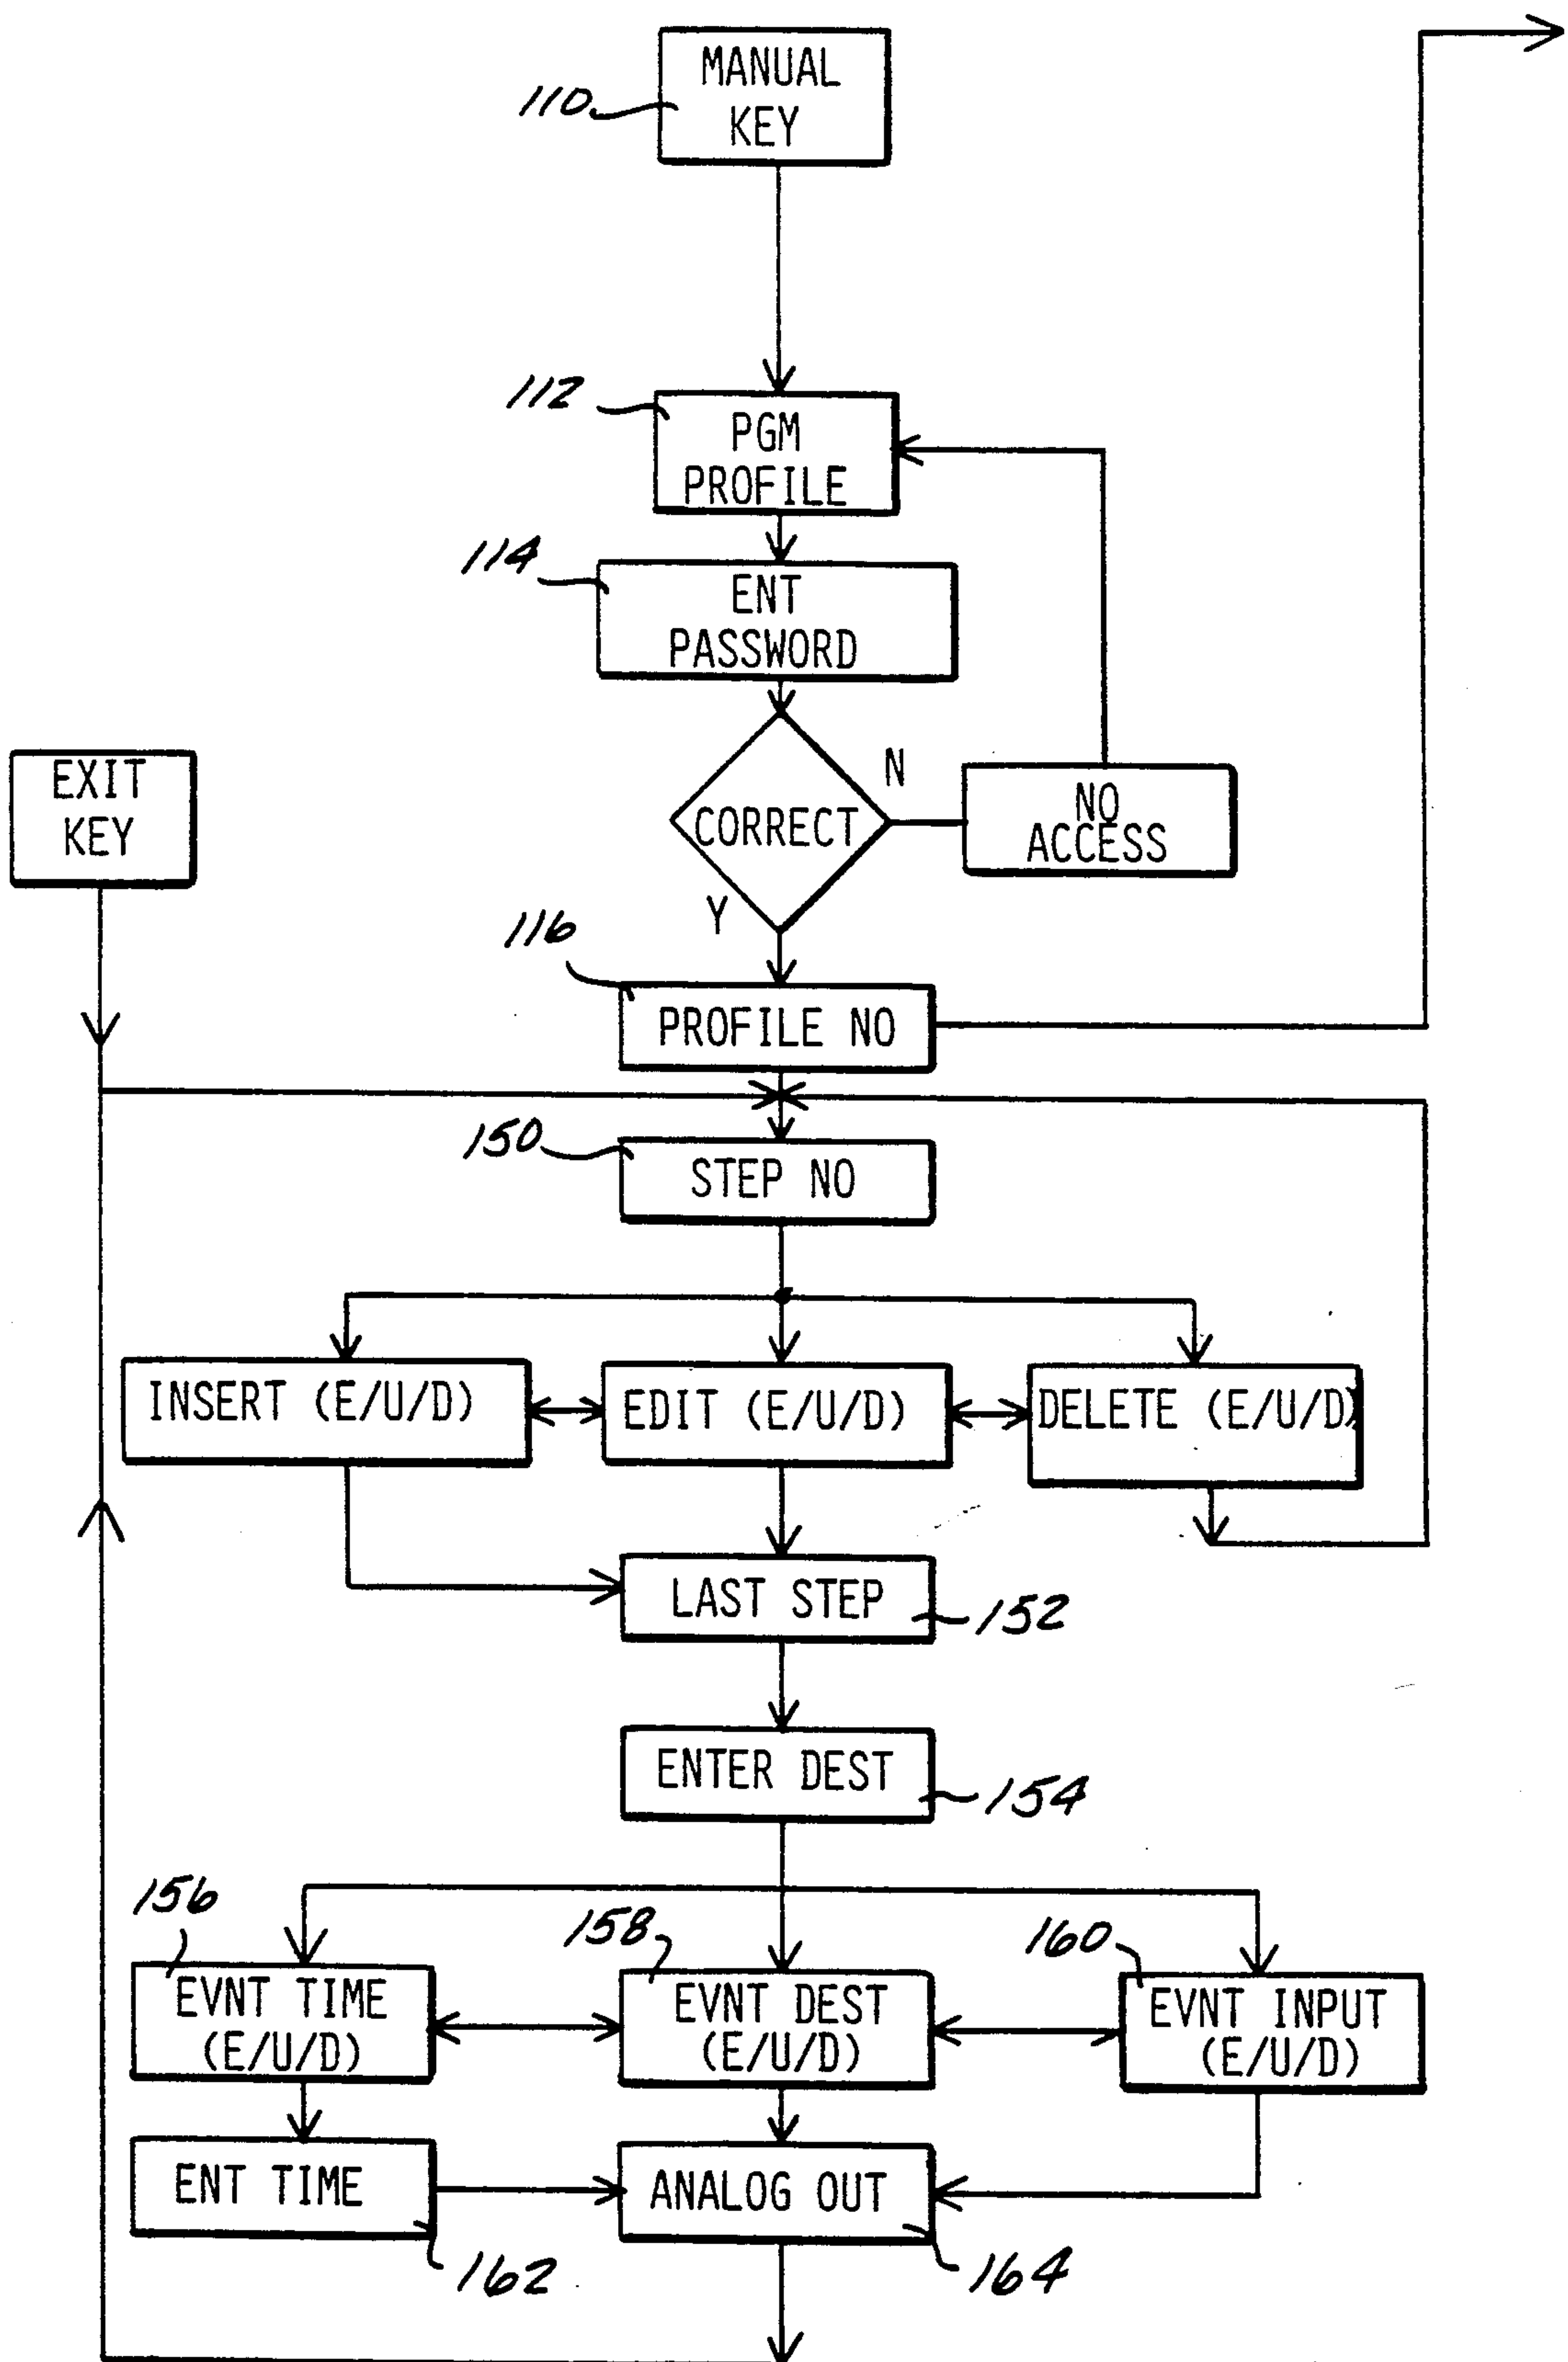 MANUAL
KEY
110
112
PGM
PROFILE
114
ENT
PASSWORD
EXIT
KEY
N
CORRECT
NO
ACCESS
Y
116
PROFILE NO
150
STEP NO
INSERT (E/U/D)
EDIT (E/U/D)
DELETE (E/U/D)
LAST STEP
152
ENTER DEST
154
156
158
160
EVNT TIME
(E/U/D)
EVNT DEST
(E/U/D)
EVNT INPUT
(E/U/D)
ENT TIME
ANALOG OUT
162
164